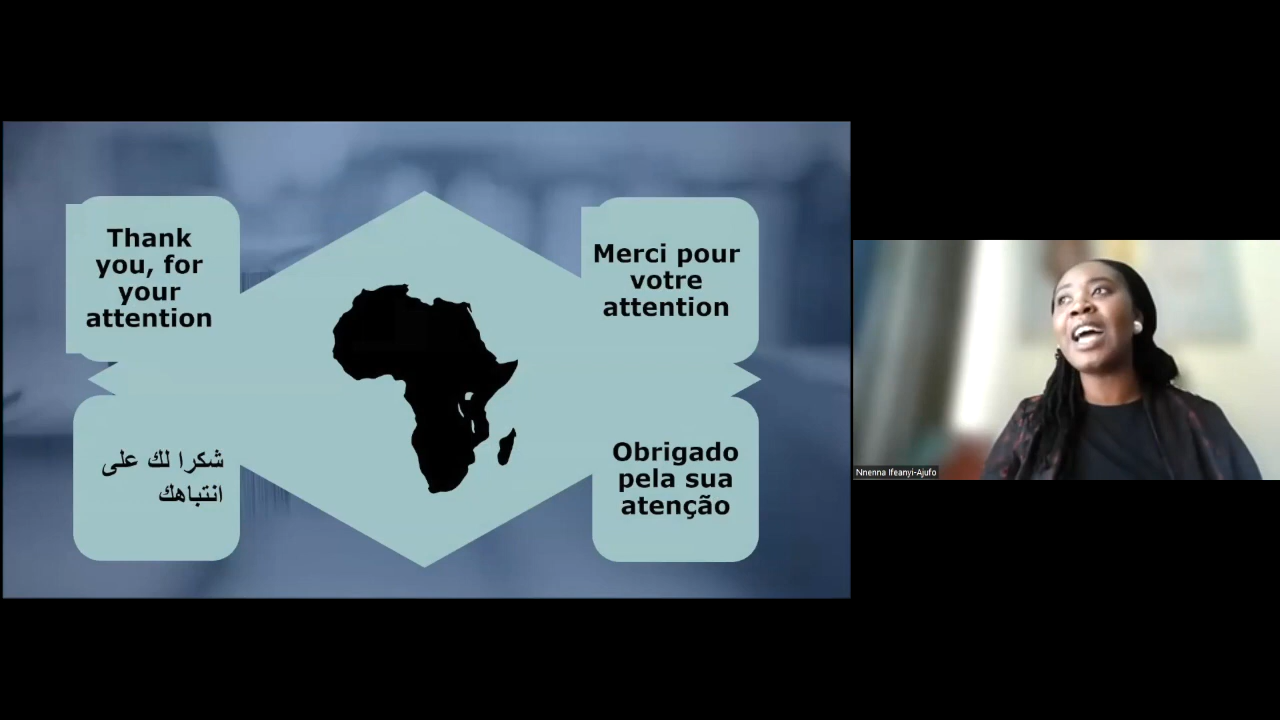 Thank
you, for
your
attention
Merci pour
votre
attention
شكرا لك على
انتباهك
Obrigado
pela sua
atenção
Nnenna Ifeanyi-Ajufo